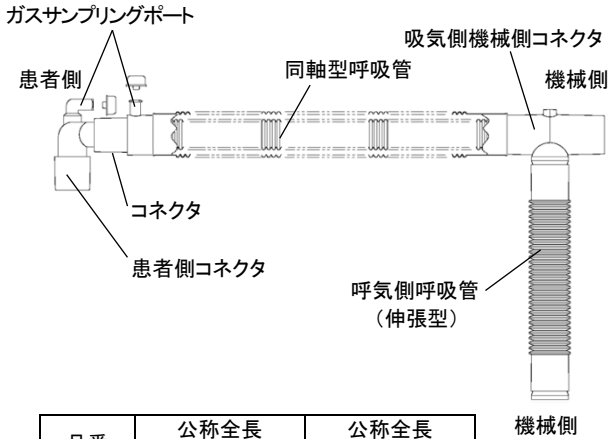 ガスサンプリングポート
吸気側機械側コネクタ
患者側
同軸型呼吸管
機械側
コネクタ
患者側コネクタ
呼気側呼吸管
（伸張型）
機械側
公称全長
公称全長